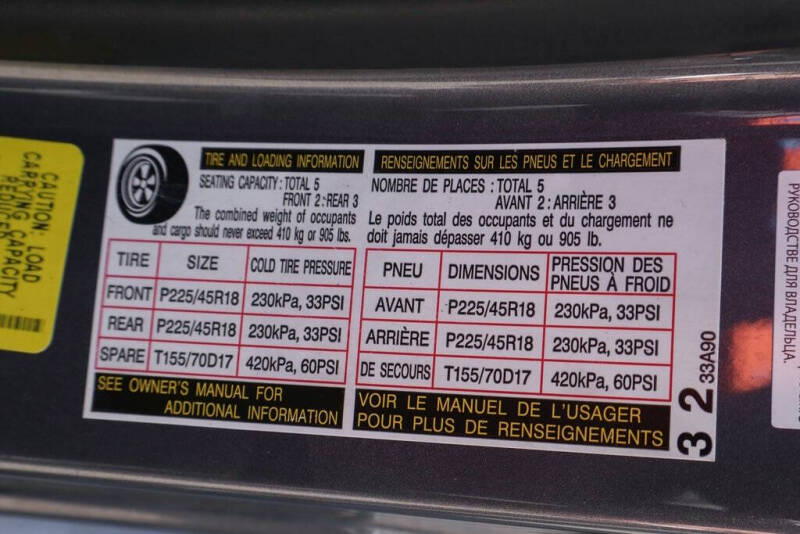 CAUTION: LOAD
CARRYING CAPACITY
REDUCED
TIRE AND LOADING INFORMATION
SEATING CAPACITY : TOTAL 5
FRONT 2 : REAR 3
The combined weight of occupants
and cargo should never exceed 410 kg or 905 lbs.
TIRE SIZE COLD TIRE PRESSURE
FRONT P225/45R18 230kPa, 33PSI
REAR P225/45R18 230kPa, 33PSI
SPARE T155/70D17 420kPa, 60PSI
SEE OWNER'S MANUAL FOR
ADDITIONAL INFORMATION
RENSEIGNEMENTS SUR LES PNEUS ET LE CHARGEMENT
NOMBRE DE PLACES : TOTAL 5
AVANT 2 : ARRIÈRE 3
Le poids total des occupants et du chargement ne
doit jamais dépasser 410 kg ou 905 lb.
PNEU DIMENSIONS PRESSION DES
PNEUS À FROID
AVANT P225/45R18 230kPa, 33PSI
ARRIÈRE P225/45R18 230kPa, 33PSI
DE SECOURS T155/70D17 420kPa, 60PSI
VOIR LE MANUEL DE L'USAGER
POUR PLUS DE RENSEIGNEMENTS
3 2 33A90
РУКОВОДСТВЕ ДЛЯ ВЛАДЕЛЬЦА.